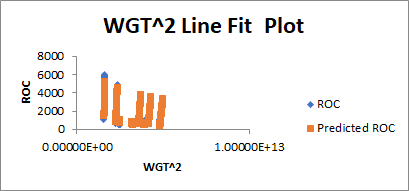 WGT^2 Line Fit Plot
8000
6000
4000
2000
0
ROC
0.00000E+00
1.00000E+13
WGT^2
ROC
Predicted ROC